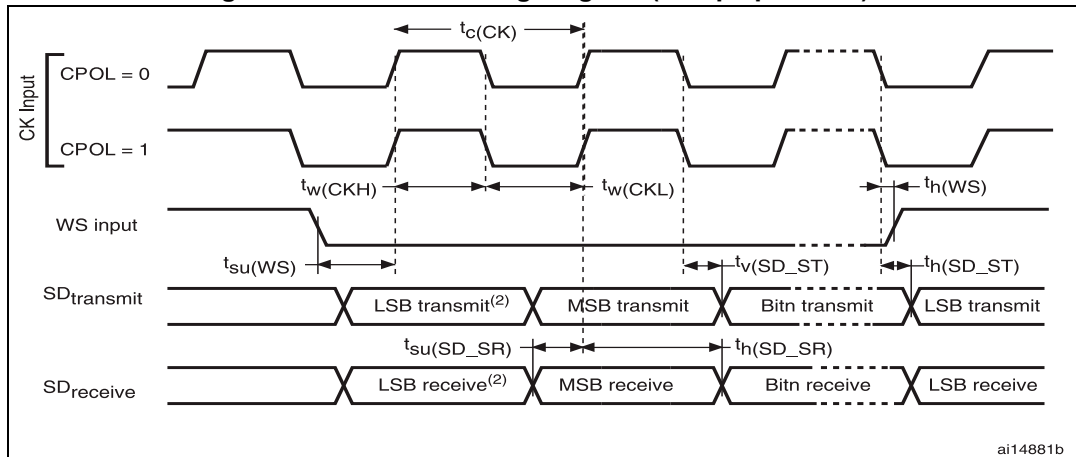 tc(CK)
CK Input
CPOL = 0
CPOL = 1
tw(CKH)
tw(CKL)
th(WS)
WS input
tsu(WS)
tv(SD_ST)
th(SD_ST)
SDtransmit
LSB transmit(2)
MSB transmit
Bitn transmit
LSB transmit
tsu(SD_SR)
th(SD_SR)
SDreceive
LSB receive(2)
MSB receive
Bitn receive
LSB receive
ai14881b